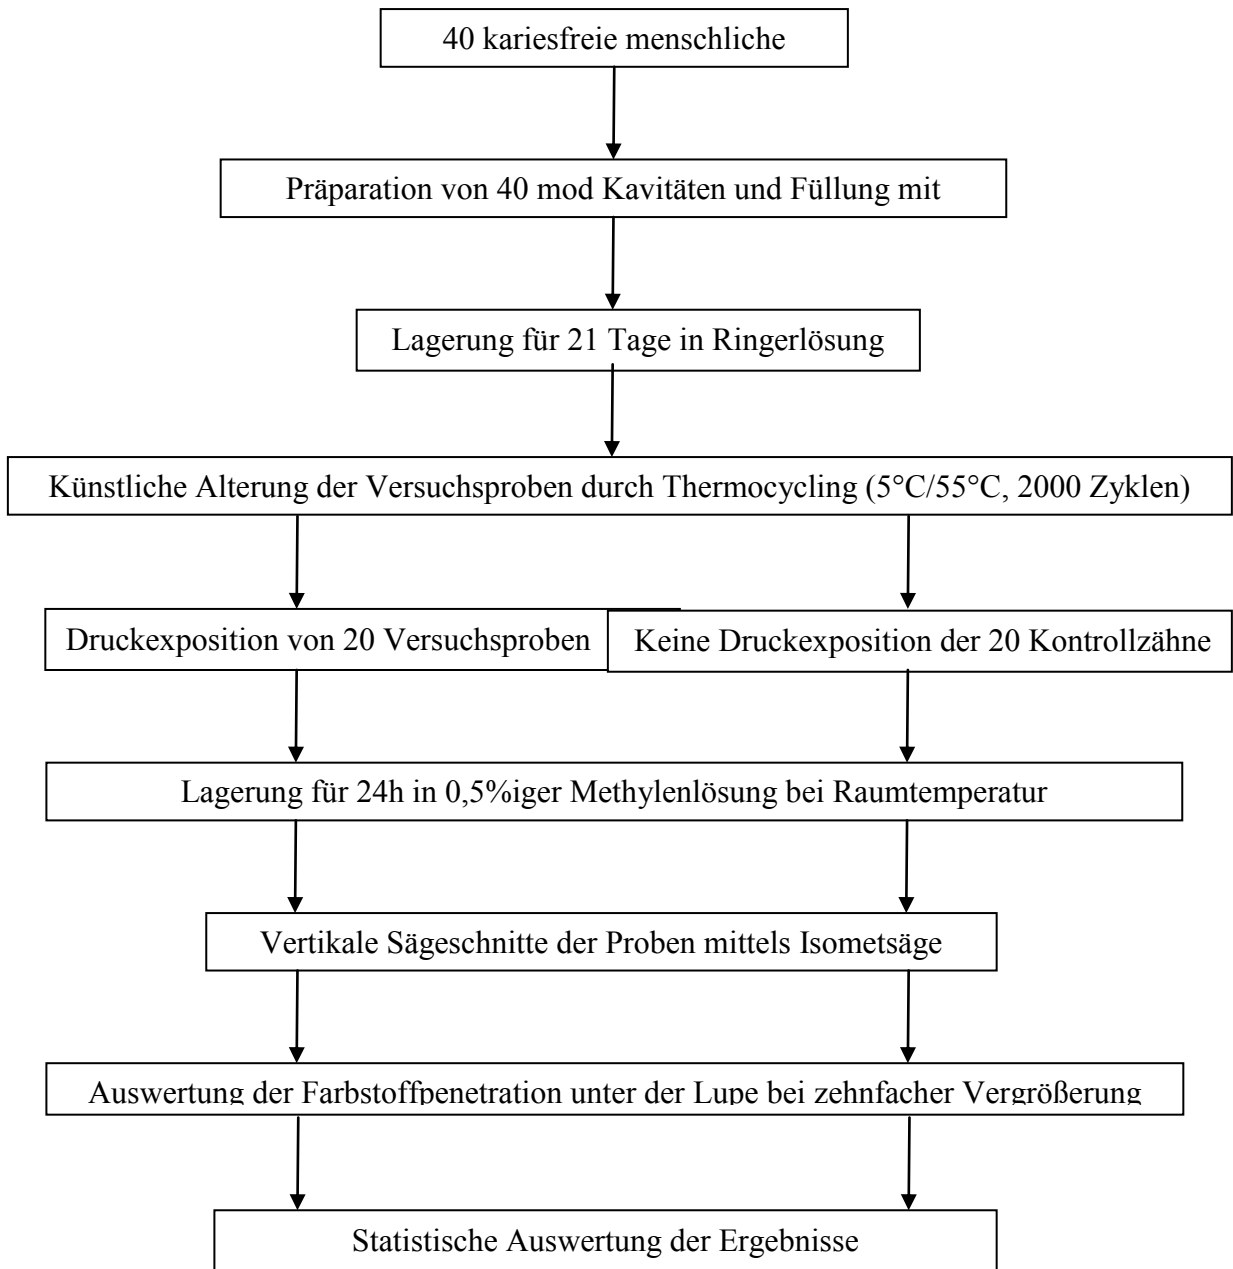 40 kariesfreie menschliche
Präparation von 40 mod Kavitäten und Füllung mit
Lagerung für 21 Tage in Ringerlösung
Künstliche Alterung der Versuchsproben durch Thermocycling (5°C/55°C, 2000 Zyklen)
Druckexposition von 20 Versuchsproben
Keine Druckexposition der 20 Kontrollzähne
Lagerung für 24h in 0,5%iger Methylenlösung bei Raumtemperatur
Vertikale Sägeschnitte der Proben mittels Isometsäge
Auswertung der Farbstoffpenetration unter der Lupe bei zehnfacher Vergrößerung
Statistische Auswertung der Ergebnisse